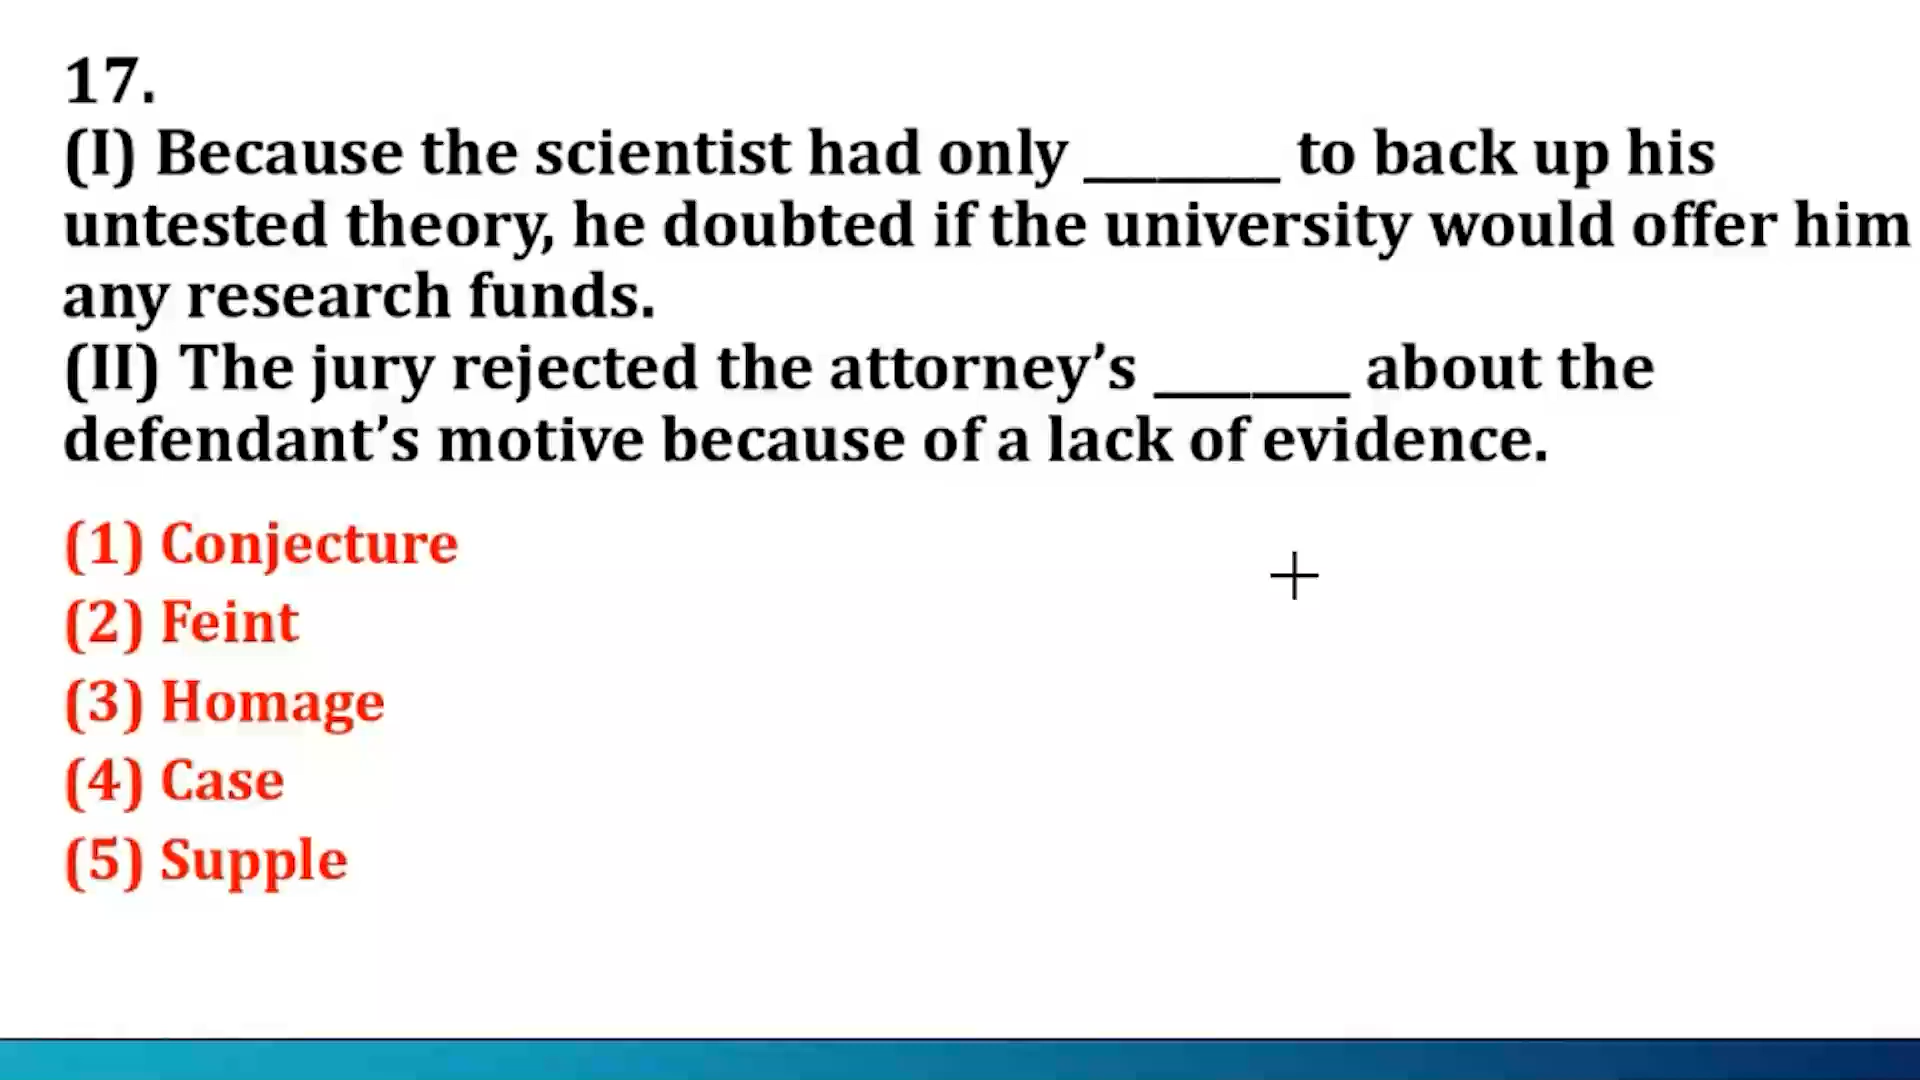 17.
(I) Because the scientist had only ______ to back up his
untested theory, he doubted if the university would offer him
any research funds.
(II) The jury rejected the attorney’s ______ about the
defendant’s motive because of a lack of evidence.
(1) Conjecture
(2) Feint
(3) Homage
(4) Case
(5) Supple